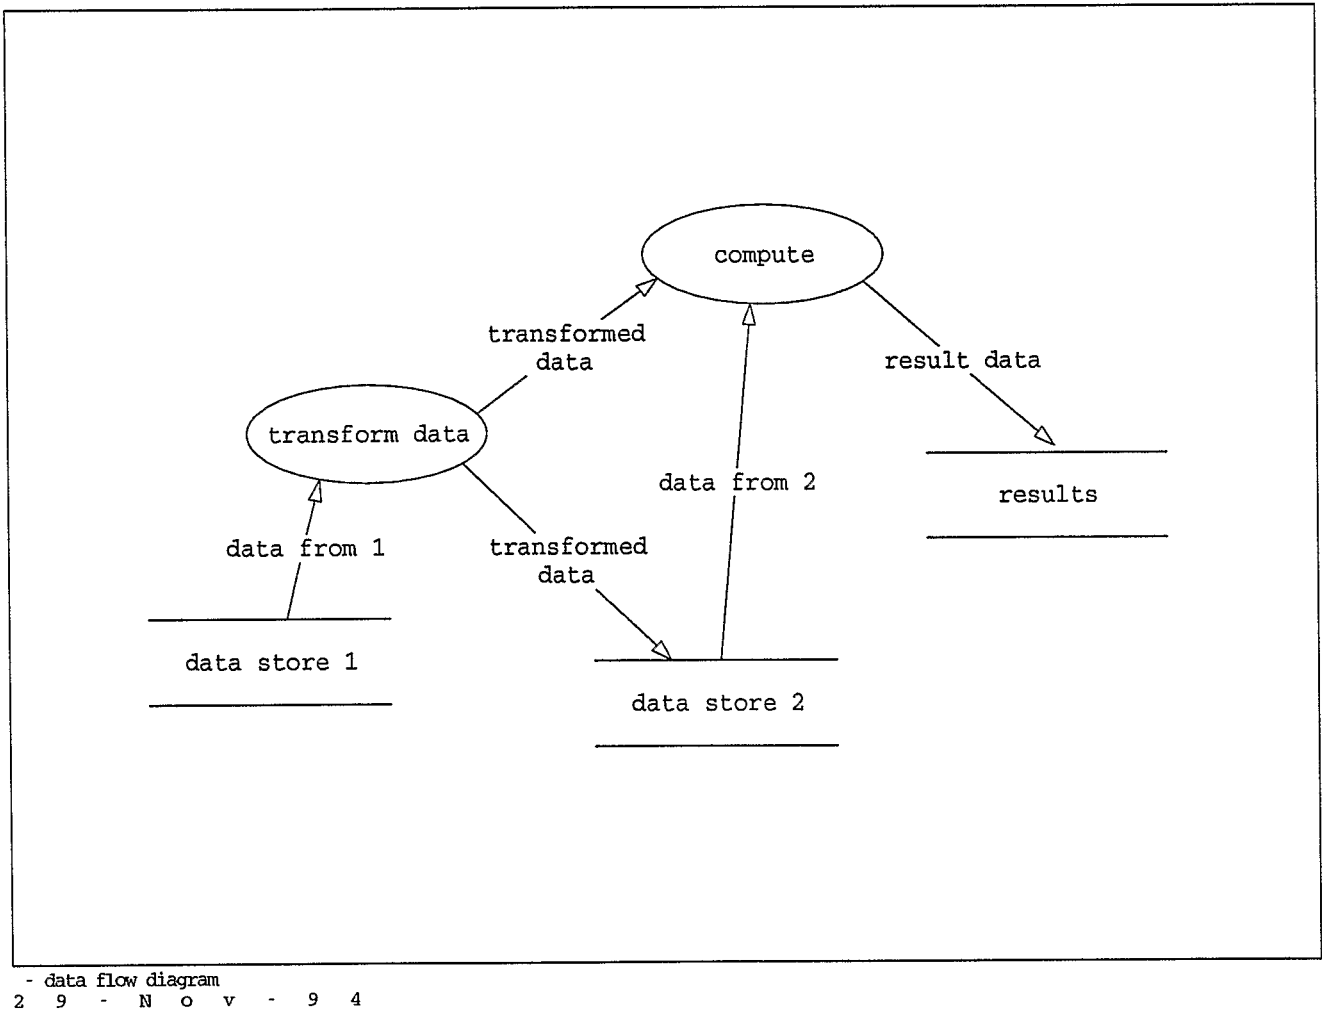 compute
transformed
data
result data
transform data
data from 2
results
data from 1
transformed
data
data store 1
data store 2
- data flow diagram
2 9 - N o v - 9 4